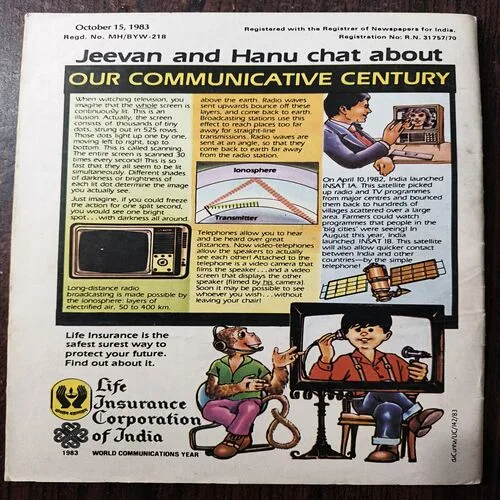 October 15, 1983
Regd. No. MH/BYW-218
Registered with the Registrar of Newspapers for India.
Registration No: R.N. 31757/70
Jeevan and Hanu chat about
OUR COMMUNICATIVE CENTURY
When watching television, you
imagine that the whole screen is
continuously lit. This is an
illusion. Actually, the screen
consists of thousands of tiny
dots, strung out in 525 rows.
Those dots light up one by one,
moving left to right, top to
bottom. This is called scanning.
The entire screen is scanned 30
times every second! This is so
fast that they all seem to be lit
simultaneously. Different shades
of darkness or brightness of
each lit dot determine the image
you actually see.
Just imagine, if you could freeze
the action for one split second,
you would see one bright
spot...with darkness all around.
Long-distance radio
broadcasting is made possible by
the ionosphere: layers of
electrified air, 50 to 400 km.
above the earth. Radio waves
sent upwards bounce off these
layers, and come back to earth.
Broadcasting stations use this
effect to reach places too far
away for straight-line
transmissions. Radio waves are
sent at an angle, so that they
come back to earth far away
from the radio station.
Ionosphere
Transmitter
Telephones allow you to hear
and be heard over great
distances. Now video-telephones
allow the speakers to actually
see each other! Attached to the
telephone is a video camera that
films the speaker...and a video
screen that displays the other
speaker (filmed by his camera).
Soon it may be possible to see
whoever you wish...without
leaving your chair!
On April 10, 1982, India launched
INSAT 1A. This satellite picked
up radio and TV programmes
from major centres and bounced
them back to hundreds of
villages scattered over a large
area. Farmers could watch
programmes that people in the
'big cities' were seeing! In
August this year, India
launched INSAT 1B. This satellite
will also allow quicker contact
between India and other
countries—by the simple
telephone!
Life Insurance is the
safest surest way to
protect your future.
Find out about it.
Life
Insurance
Corporation
of India
1983 WORLD COMMUNICATIONS YEAR
daCunha/LIC/142/83